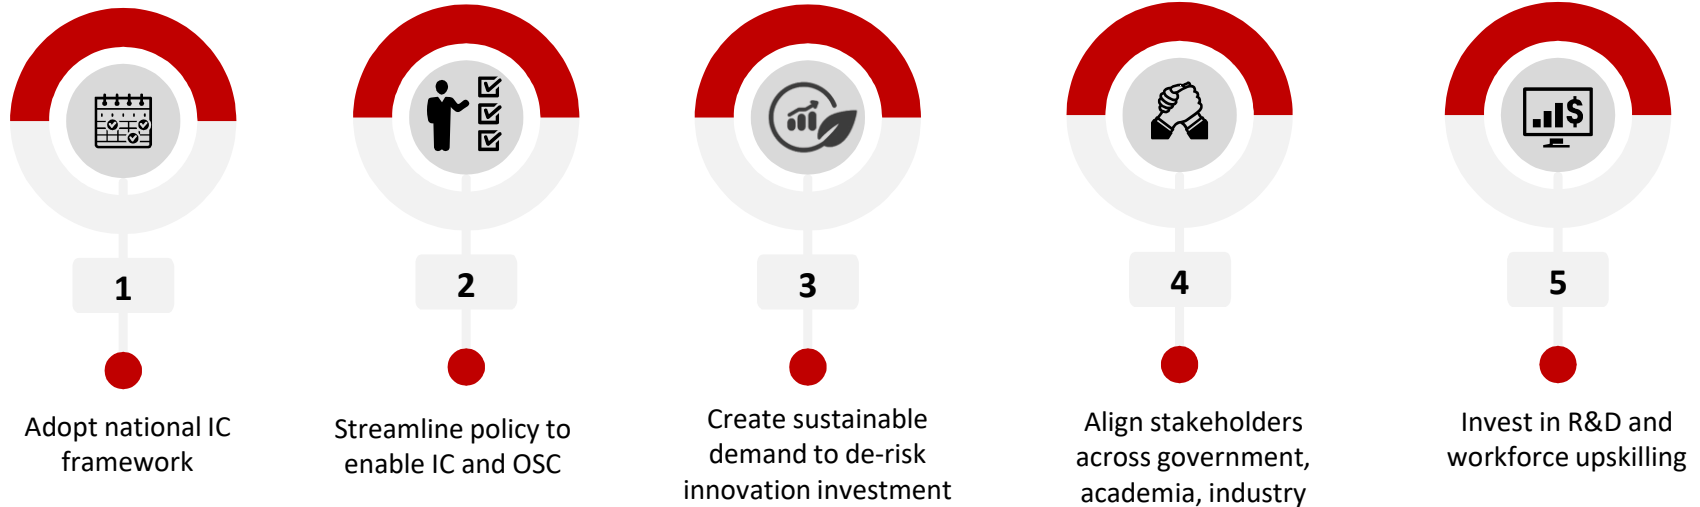 1
Adopt national IC
framework
2
Streamline policy to
enable IC and OSC
3
Create sustainable
demand to de-risk
innovation investment
4
Align stakeholders
across government,
academia, industry
$
5
Invest in R&D and
workforce upskilling